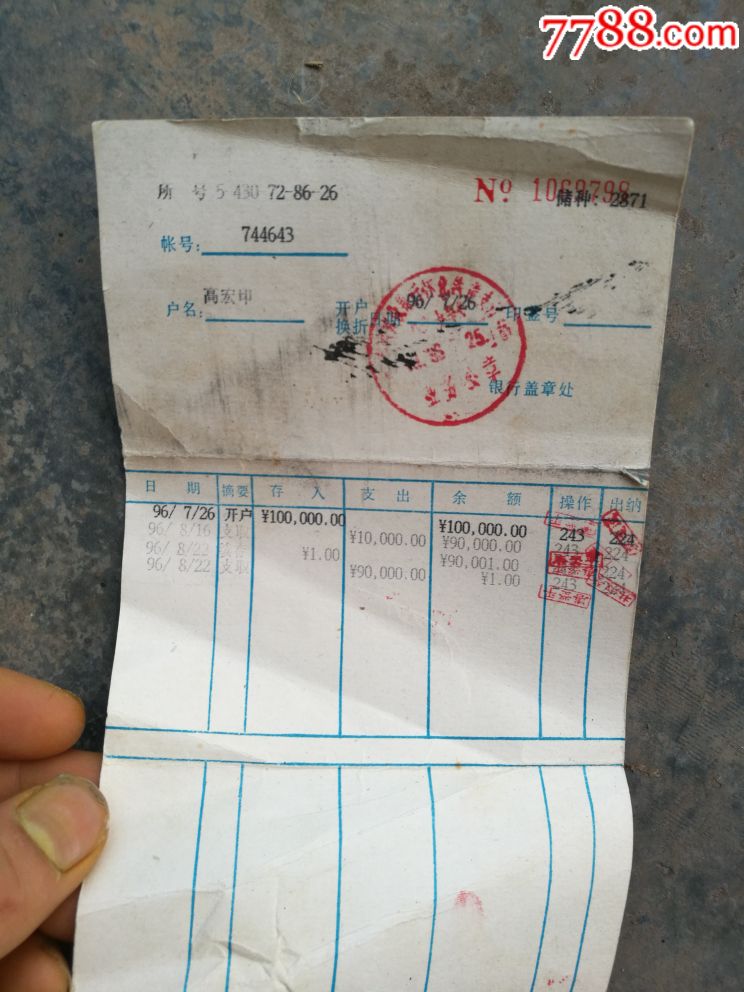 7788.com
所 号 5-430 72-86-26
Nº 1069798
储种: 2871
帐号: 744643
户名: 高宏印
开户
换折日期 96/ 7/26
印鉴号
银行盖章处
日 期 摘要 存 入 支 出 余 额 操作 出纳
96/ 7/26 开户 ¥100,000.00 ¥100,000.00 243 224
96/ 8/16 支取 ¥10,000.00 ¥90,000.00 243 224
96/ 8/22 ¥1.00 ¥90,001.00 224
96/ 8/22 支取 ¥90,000.00 ¥1.00 243